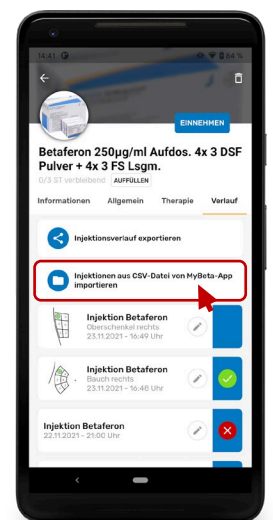 14:41
64%
EINNEHMEN
Betaferon 250µg/ml Aufdos. 4x 3 DSF
Pulver + 4x 3 FS Lsgm.
0/3 ST verbleibend AUFFÜLLEN
Informationen Allgemein Therapie Verlauf
Injektionsverlauf exportieren
Injektionen aus CSV-Datei von MyBeta-App
importieren
Injektion Betaferon
Oberschenkel rechts
23.11.2021 - 16:49 Uhr
Injektion Betaferon
Bauch rechts
23.11.2021 - 16:48 Uhr
Injektion Betaferon
22.11.2021 - 21:00 Uhr